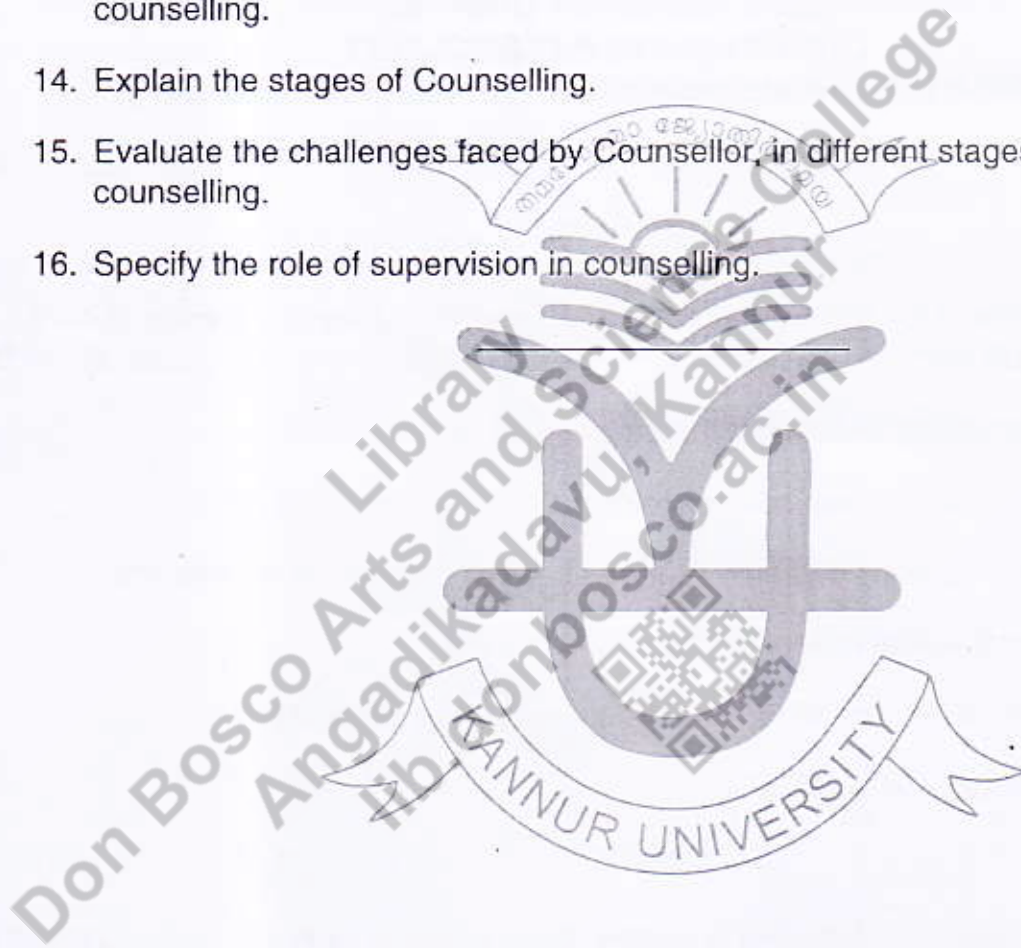 counselling.
14. Explain the stages of Counselling.
15. Evaluate the challenges faced by Counsellor, in different stages
counselling.
16. Specify the role of supervision in counselling.
Library
Don Bosco Arts and Science College
Angadikadavu, Kannur
lib.donbosco.ac.in
KANNUR UNIVERSITY